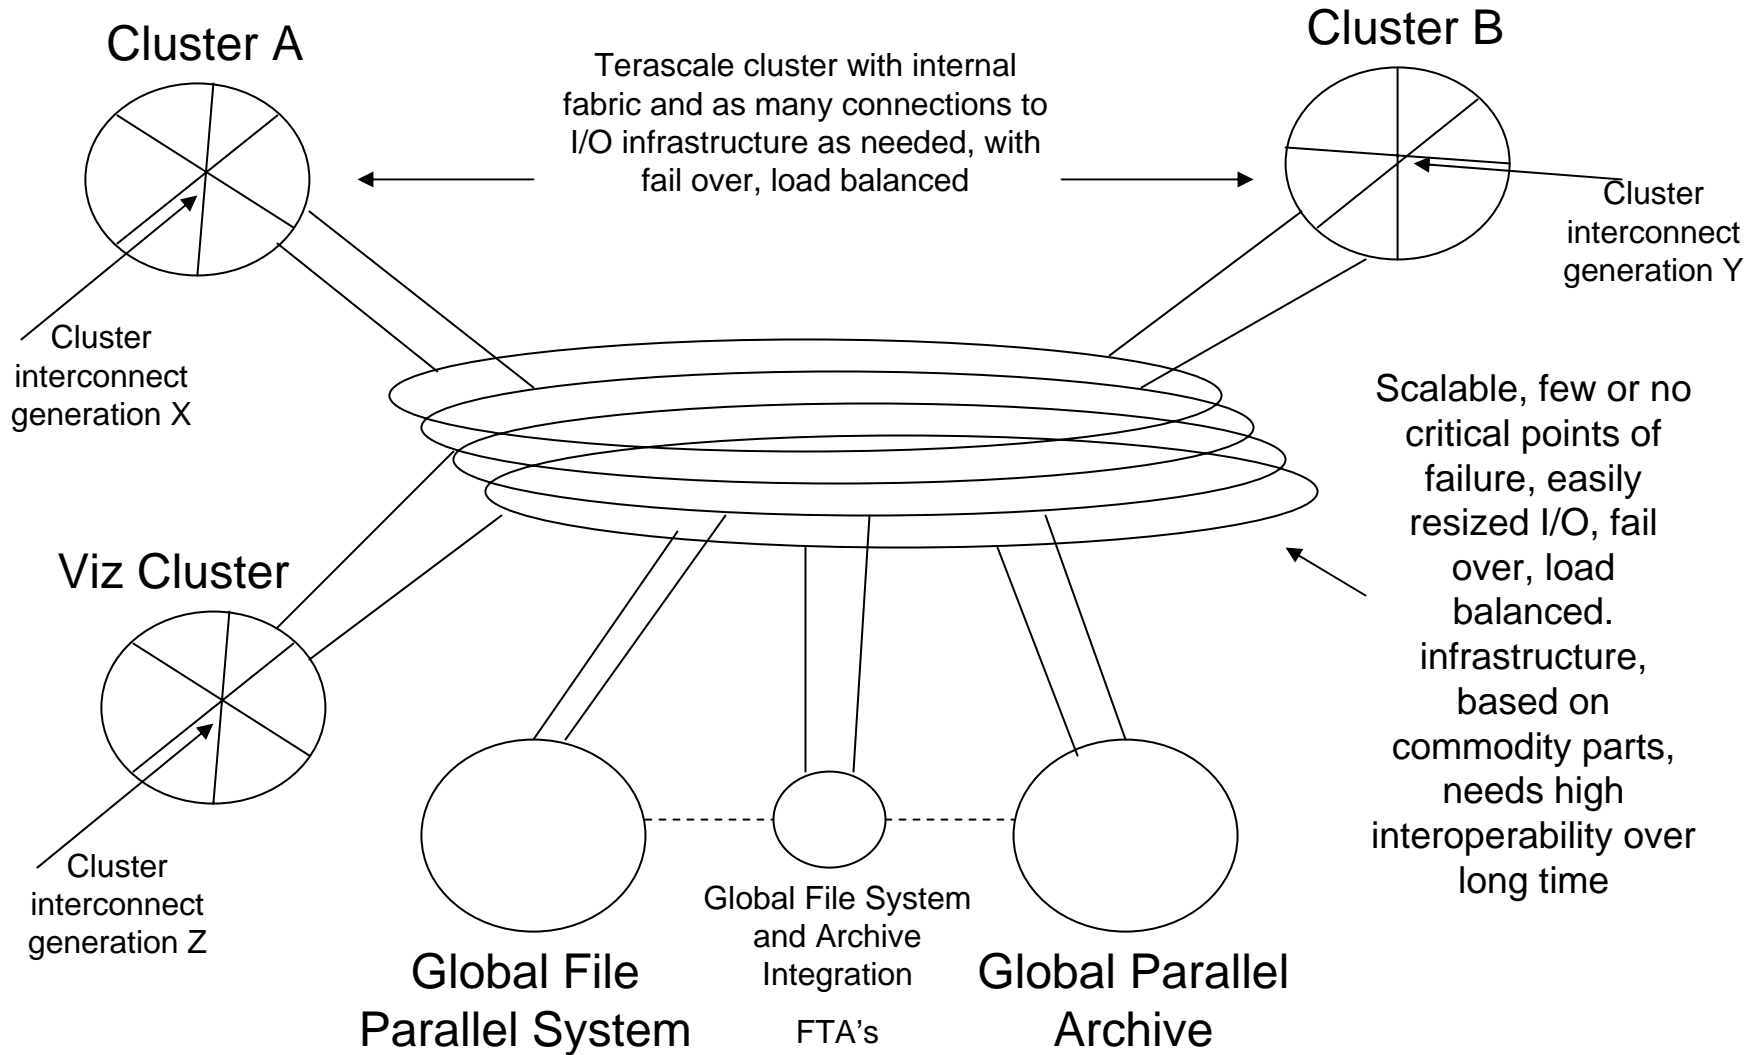 Cluster A
Terascale cluster with internal
fabric and as many connections to
I/O infrastructure as needed, with
fail over, load balanced
Cluster B
Cluster
interconnect
generation Y
Cluster
interconnect
generation X
Scalable, few or no
critical points of
failure, easily
resized I/O, fail
over, load
balanced.
infrastructure,
based on
commodity parts,
needs high
interoperability over
long time
Viz Cluster
Cluster
interconnect
generation Z
Global File
Parallel System
Global File System
and Archive
Integration
FTA's
Global Parallel
Archive